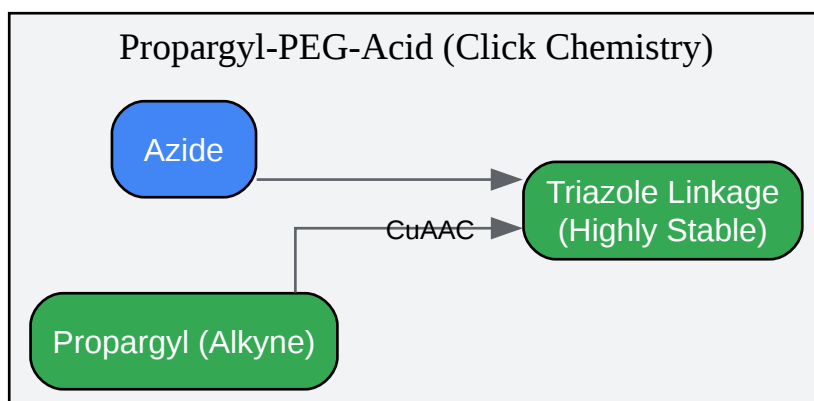 Propargyl-PEG-Acid (Click Chemistry)
Azide
Triazole Linkage
(Highly Stable)
CuAAC
Propargyl (Alkyne)